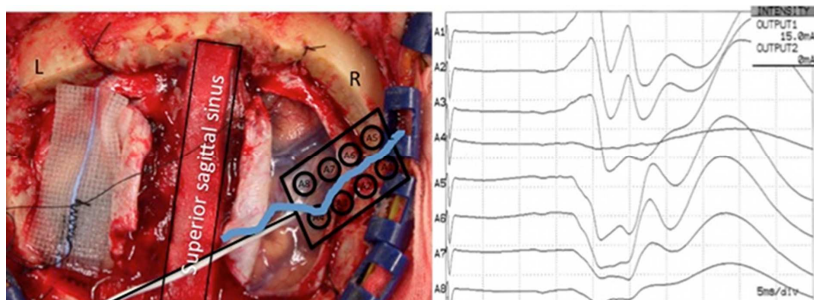 L
R
Superior sagittal sinus
A5
A6
A7
A8
A3
INTENSITY
OUTPUT1
15.0mA
OUTPUT2
0mA
A1
A2
A3
A4
A5
A6
A7
A8
5ms/div